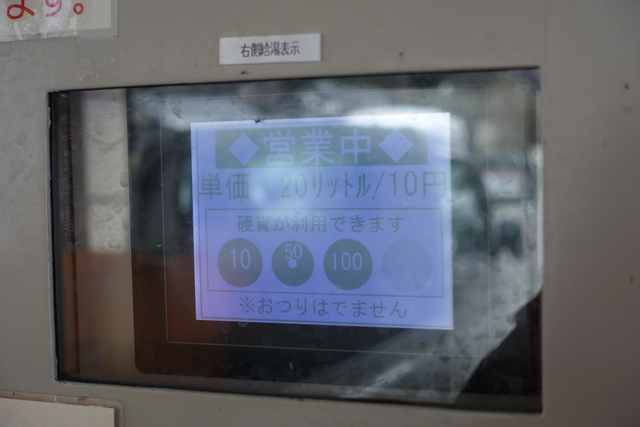 ます。
右側給湯表示
◆営業中◆
単価 20リットル/10円
硬貨が利用できます
10 50 100
※おつりはでません